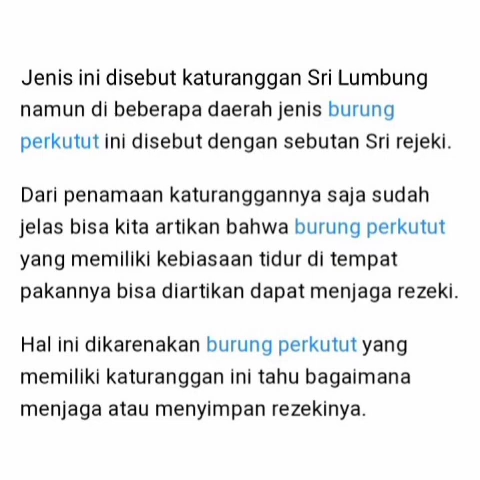 Jenis ini disebut katuranggan Sri Lumbung
namun di beberapa daerah jenis burung
perkutut ini disebut dengan sebutan Sri rejeki.
Dari penamaan katuranggannya saja sudah
jelas bisa kita artikan bahwa burung perkutut
yang memiliki kebiasaan tidur di tempat
pakannya bisa diartikan dapat menjaga rezeki.
Hal ini dikarenakan burung perkutut yang
memiliki katuranggan ini tahu bagaimana
menjaga atau menyimpan rezekinya.